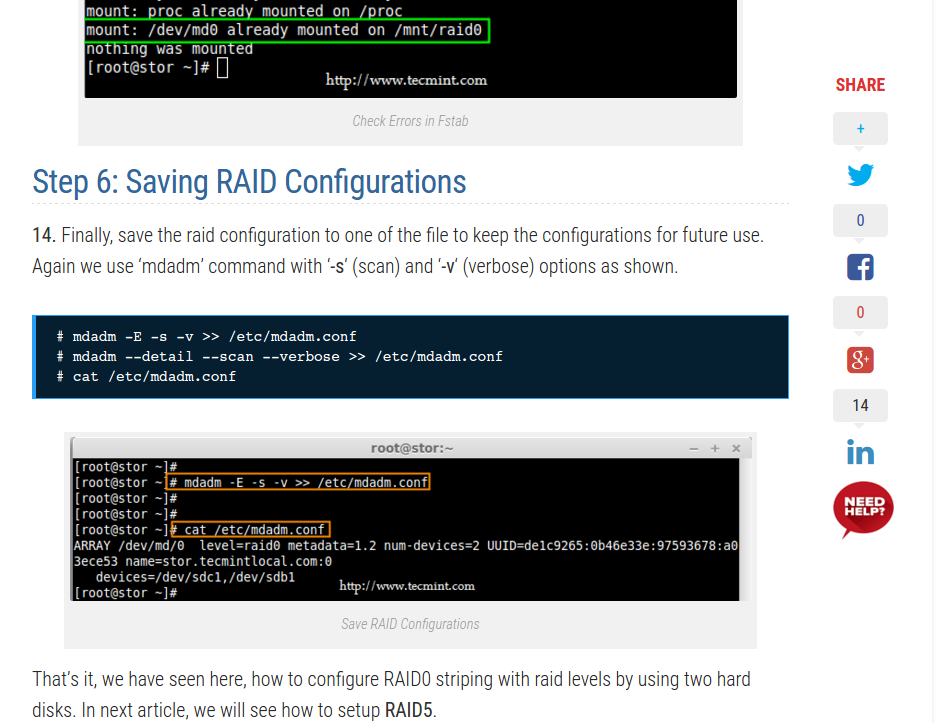 mount: proc already mounted on /proc
mount: /dev/md0 already mounted on /mnt/raid0
nothing was mounted
[root@stor ~]#
http://www.tecmint.com
Check Errors in Fstab
Step 6: Saving RAID Configurations
14. Finally, save the raid configuration to one of the file to keep the configurations for future use.
Again we use ‘mdadm’ command with ‘-s‘ (scan) and ‘-v‘ (verbose) options as shown.
# mdadm -E -s -v >> /etc/mdadm.conf
# mdadm --detail --scan --verbose >> /etc/mdadm.conf
# cat /etc/mdadm.conf
root@stor:~
[root@stor ~]#
[root@stor ~]# mdadm -E -s -v >> /etc/mdadm.conf
[root@stor ~]#
[root@stor ~]#
[root@stor ~]# cat /etc/mdadm.conf
ARRAY /dev/md/0  level=raid0 metadata=1.2 num-devices=2 UUID=de1c9265:0b46e33e:97593678:a0
3ece53 name=stor.tecmintlocal.com:0
devices=/dev/sdc1,/dev/sdb1
[root@stor ~]#
http://www.tecmint.com
Save RAID Configurations
That’s it, we have seen here, how to configure RAID0 striping with raid levels by using two hard
disks. In next article, we will see how to setup RAID5.
SHARE
+
0
0
g+
14
in
NEED
HELP?